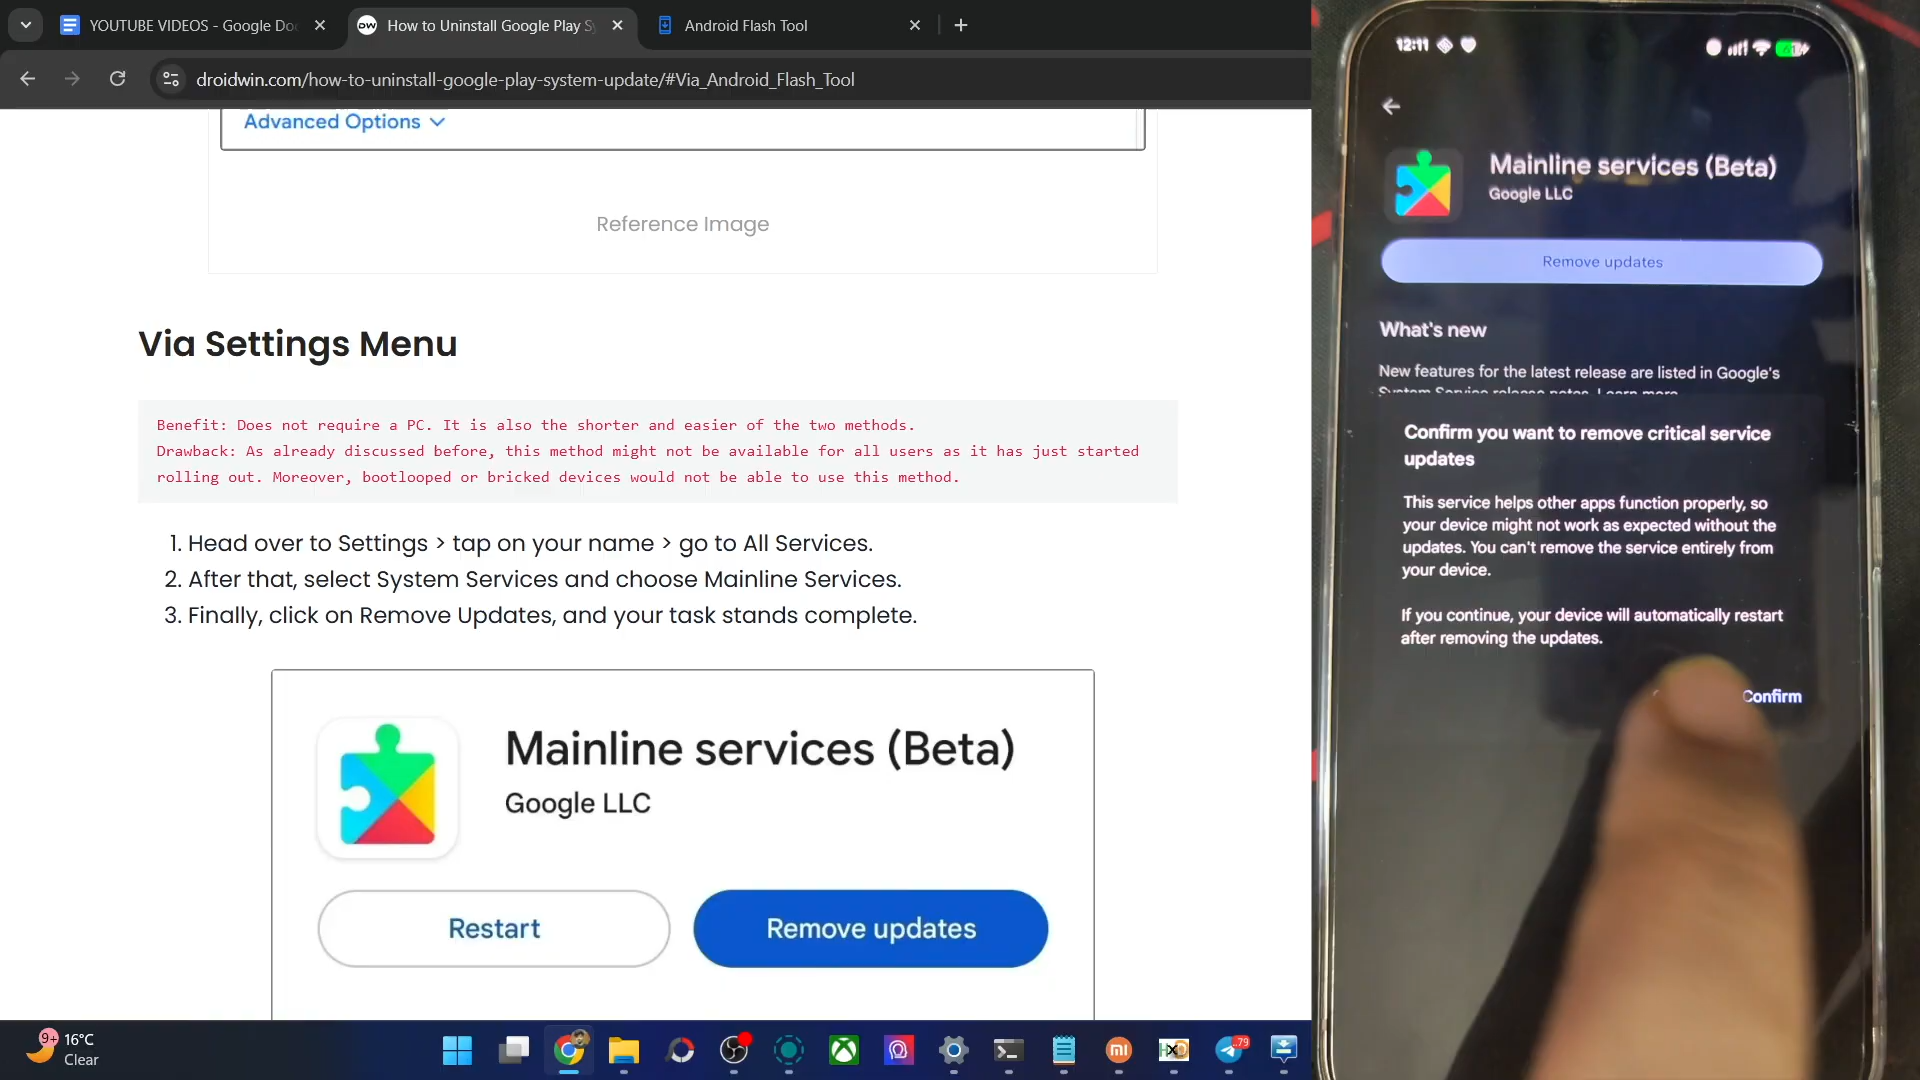 YOUTUBE VIDEOS - Google Do
How to Uninstall Google Play S
Android Flash Tool
droidwin.com/how-to-uninstall-google-play-system-update/#Via_Android_Flash_Tool
Advanced Options
Reference Image
Via Settings Menu
Benefit: Does not require a PC. It is also the shorter and easier of the two methods.
Drawback: As already discussed before, this method might not be available for all users as it has just started
rolling out. Moreover, bootlooped or bricked devices would not be able to use this method.
1. Head over to Settings > tap on your name > go to All Services.
2. After that, select System Services and choose Mainline Services.
3. Finally, click on Remove Updates, and your task stands complete.
Mainline services (Beta)
Google LLC
Restart
Remove updates
9+
16°C
Clear
79
12:11
Mainline services (Beta)
Google LLC
Remove updates
What's new
New features for the latest release are listed in Google's
System Service release notes. Learn more
Confirm you want to remove critical service
updates
This service helps other apps function properly, so
your device might not work as expected without the
updates. You can't remove the service entirely from
your device.
If you continue, your device will automatically restart
after removing the updates.
Confirm